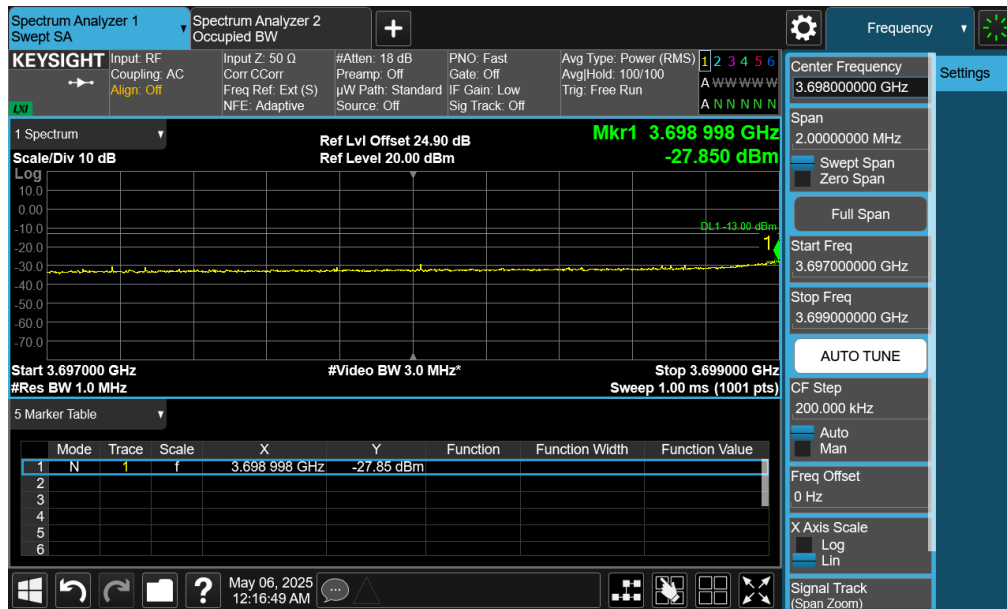 Spectrum Analyzer 1
Swept SA
Spectrum Analyzer 2
Occupied BW
Frequency
KEYSIGHT
LXI
Input: RF
Coupling: AC
Align: Off
Input Z: 50 Ω
Corr CCorr
Freq Ref: Ext (S)
NFE: Adaptive
#Atten: 18 dB
Preamp: Off
µW Path: Standard
Source: Off
PNO: Fast
Gate: Off
IF Gain: Low
Sig Track: Off
Avg Type: Power (RMS)
Avg|Hold: 100/100
Trig: Free Run
1 2 3 4 5 6
A W W W W W
A N N N N N
1 Spectrum
Scale/Div 10 dB
Ref Lvl Offset 24.90 dB
Ref Level 20.00 dBm
Mkr1 3.698 998 GHz
-27.850 dBm
Log
10.0
0.00
-10.0
-20.0
-30.0
-40.0
-50.0
-60.0
-70.0
DL1 -13.00 dBm
1
Start 3.697000 GHz
#Res BW 1.0 MHz
#Video BW 3.0 MHz*
Stop 3.699000 GHz
Sweep 1.00 ms (1001 pts)
5 Marker Table
Mode Trace Scale X Y Function Function Width Function Value
1 N 1 f 3.698 998 GHz -27.85 dBm
2
3
4
5
6
May 06, 2025
12:16:49 AM
Center Frequency
3.698000000 GHz
Span
2.00000000 MHz
Swept Span
Zero Span
Full Span
Start Freq
3.697000000 GHz
Stop Freq
3.699000000 GHz
AUTO TUNE
CF Step
200.000 kHz
Auto
Man
Freq Offset
0 Hz
X Axis Scale
Log
Lin
Signal Track
(Span Zoom)
Settings